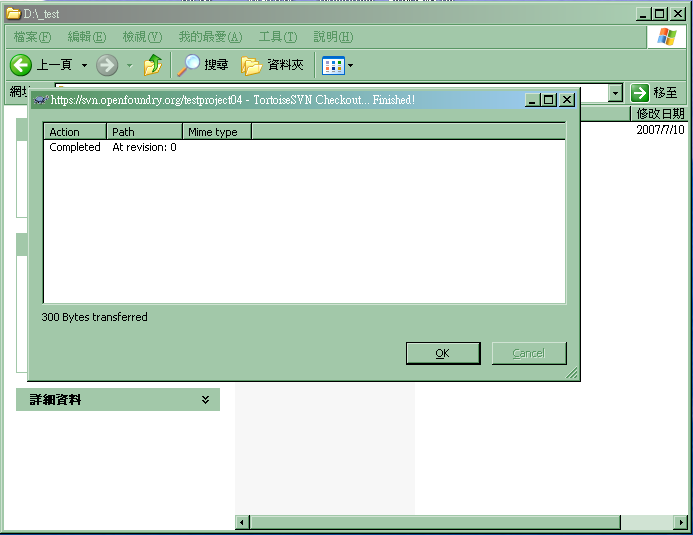 D:\_test
檔案(F) 編輯(E) 檢視(V) 我的最愛(A) 工具(T) 說明(H)
上一頁 搜尋 資料夾
移至
https://svn.openfoundry.org/testproject04 - TortoiseSVN Checkout... Finished!
修改日期
Action Path Mime type
2007/7/10
Completed At revision: 0
300 Bytes transferred
OK Cancel
詳細資料